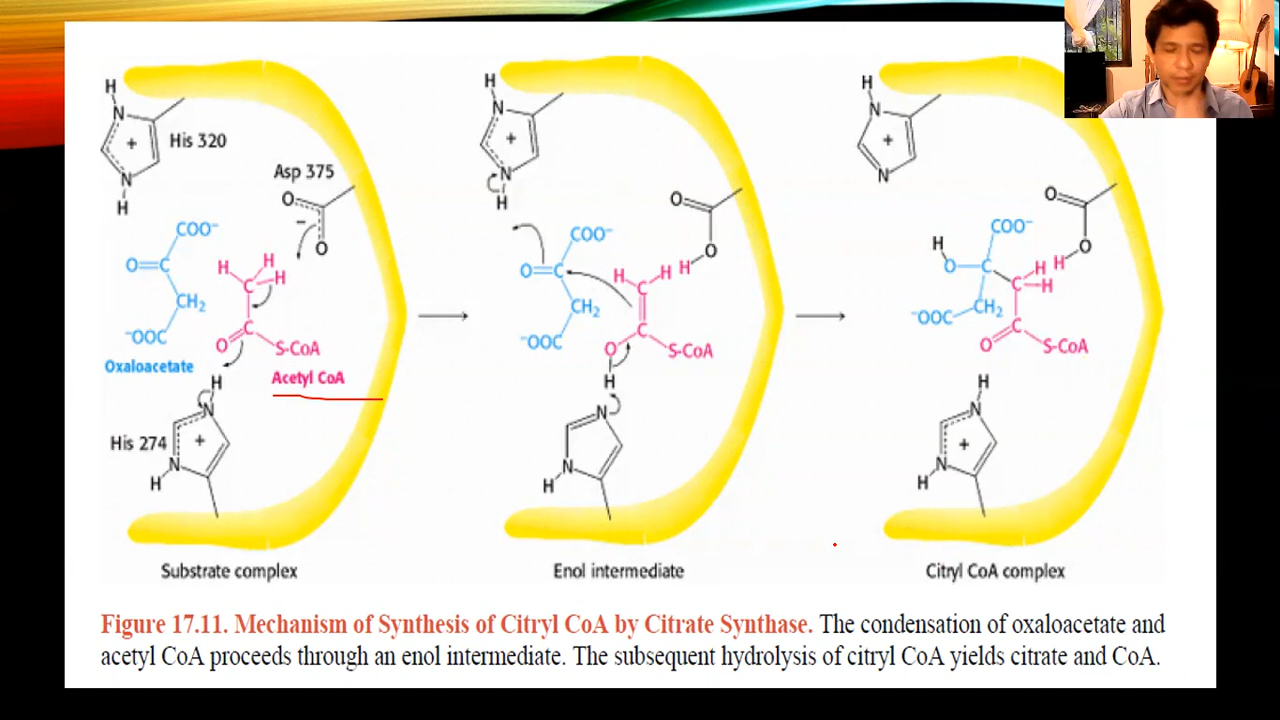 H
N
+
N
H
His 320
Asp 375
O
−
O
COO⁻
O=C
CH₂
⁻OOC
Oxaloacetate
H
H
H
C
C
O
S-CoA
Acetyl CoA
H
N
+
N
H
His 274
Substrate complex
H
N
+
N
H
O
O
H
COO⁻
O=C
CH₂
⁻OOC
H
H
C
C
O
S-CoA
H
N
N
H
Enol intermediate
H
N
+
N
O
O
H
H
O
C
COO⁻
CH₂
⁻OOC
H
C
H
C
O
S-CoA
H
N
+
N
H
Citryl CoA complex
Figure 17.11. Mechanism of Synthesis of Citryl CoA by Citrate Synthase. The condensation of oxaloacetate and
acetyl CoA proceeds through an enol intermediate. The subsequent hydrolysis of citryl CoA yields citrate and CoA.